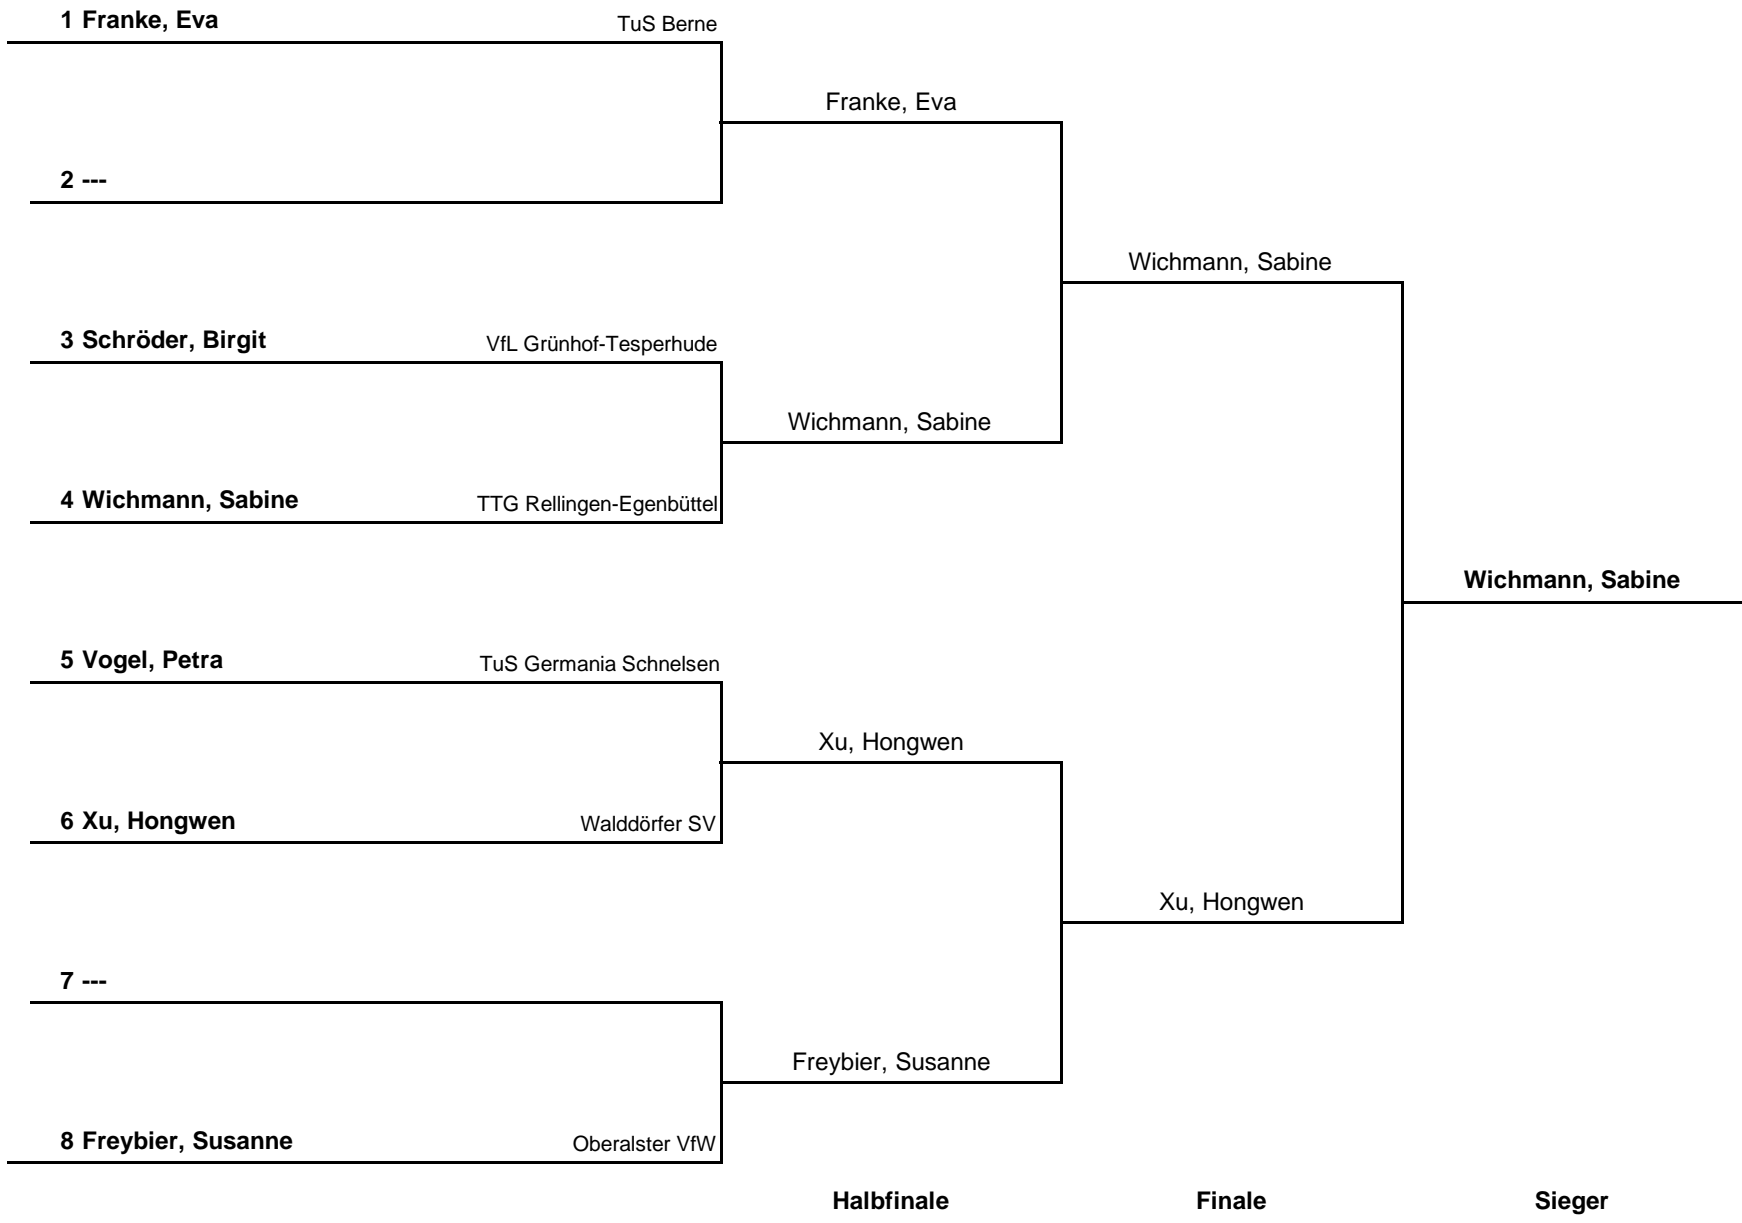 1 Franke, Eva TuS Berne
Franke, Eva
2 ---
Wichmann, Sabine
3 Schröder, Birgit VfL Grünhof-Tesperhude
Wichmann, Sabine
4 Wichmann, Sabine TTG Rellingen-Egenbüttel
Wichmann, Sabine
5 Vogel, Petra TuS Germania Schnelsen
Xu, Hongwen
6 Xu, Hongwen Walddörfer SV
Xu, Hongwen
7 ---
Freybier, Susanne
8 Freybier, Susanne Oberalster VfW
Halbfinale Finale Sieger